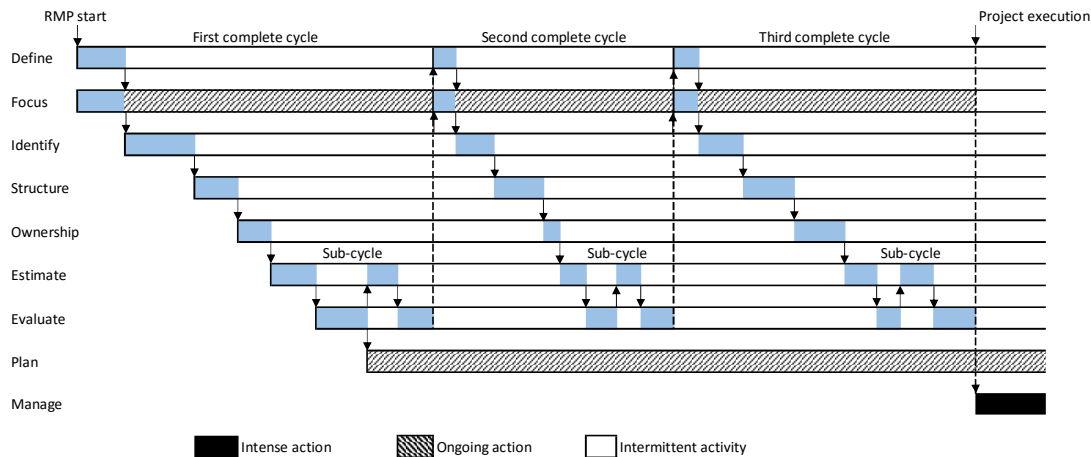 RMP start
Project execution
First complete cycle
Second complete cycle
Third complete cycle
Define
Focus
Identify
Structure
Ownership
Sub-cycle
Sub-cycle
Sub-cycle
Estimate
Evaluate
Plan
Manage
Intense action
Ongoing action
Intermittent activity